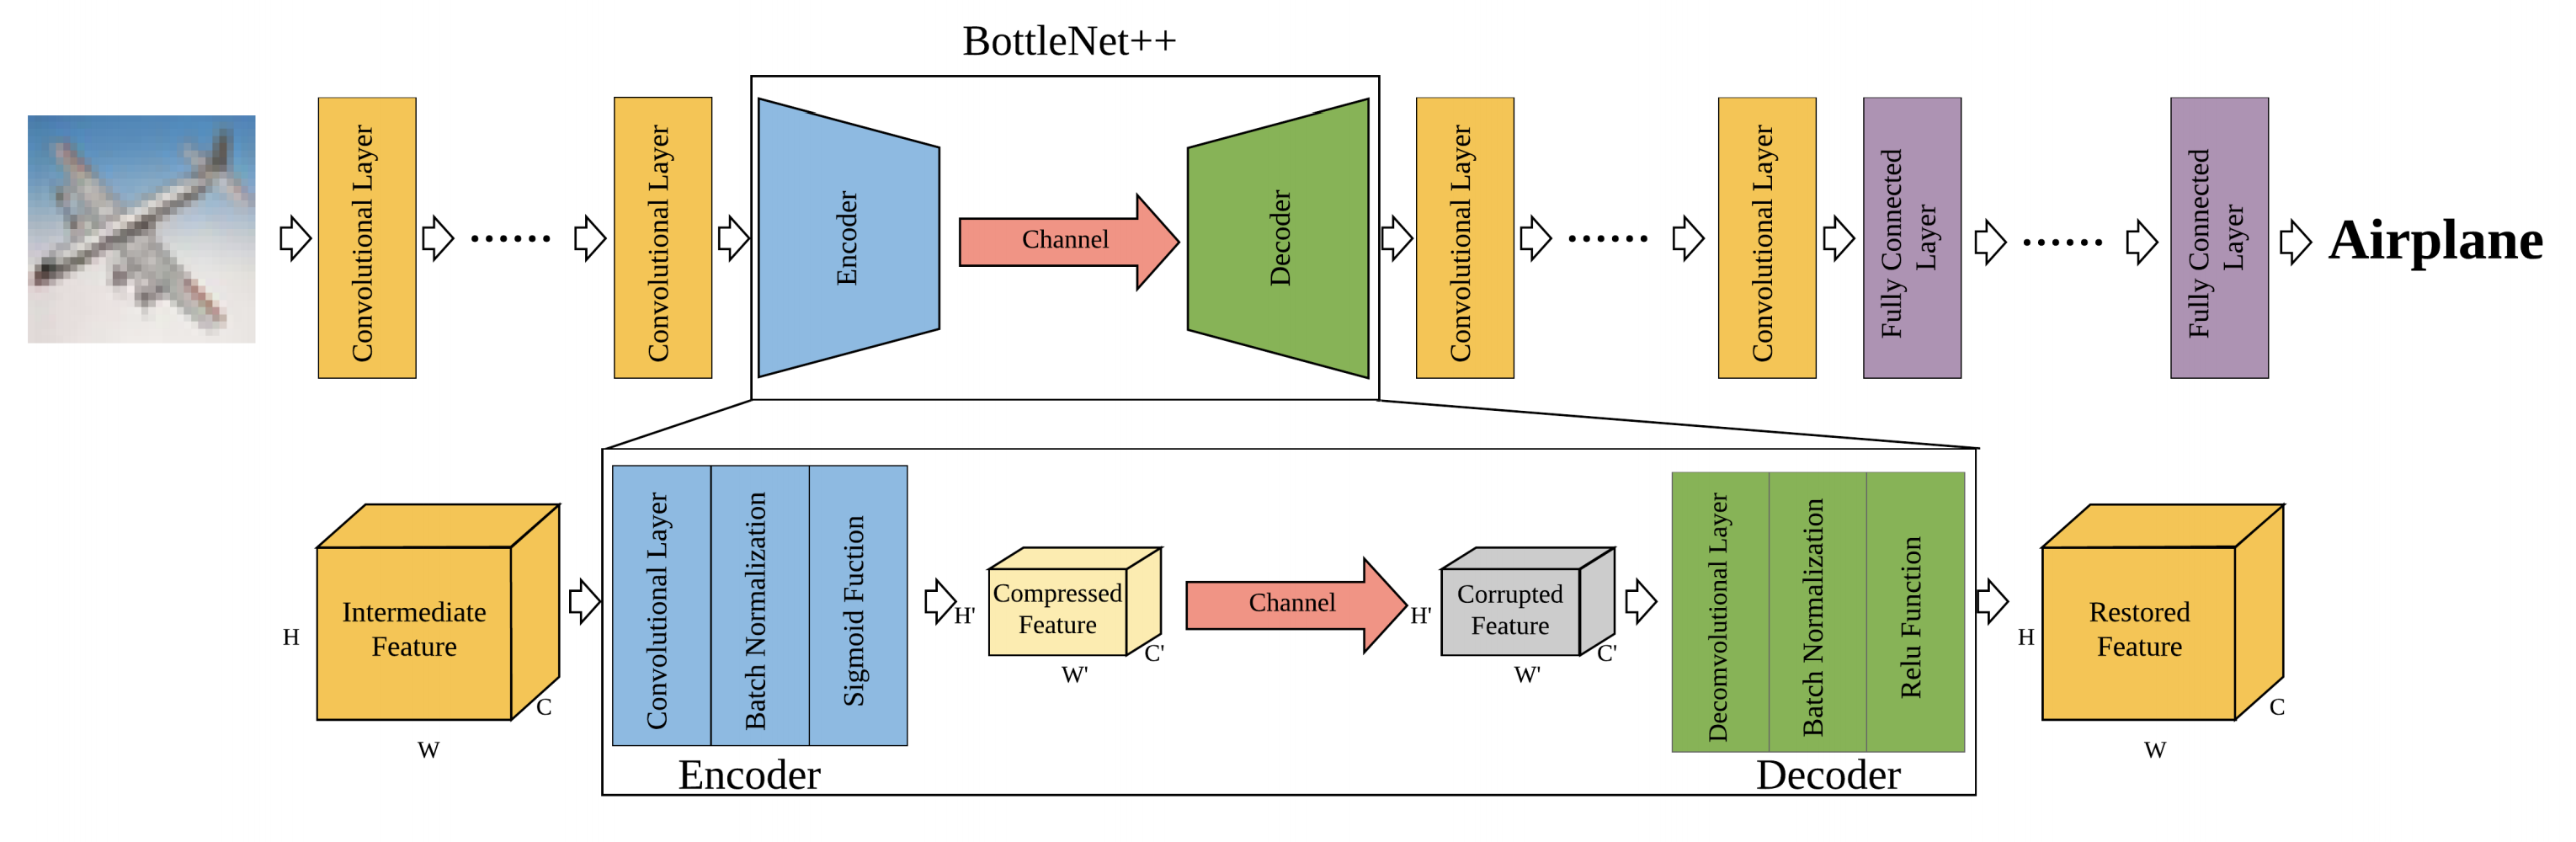 BottleNet++
Convolutional Layer
......
Convolutional Layer
Encoder
Channel
Decoder
Convolutional Layer
......
Convolutional Layer
Fully Connected
Layer
......
Fully Connected
Layer
Airplane
Intermediate
Feature
H
W
C
Convolutional Layer
Batch Normalization
Sigmoid Fuction
Encoder
H'
Compressed
Feature
W'
C'
Channel
H'
Corrupted
Feature
W'
C'
Deconvolutional Layer
Batch Normalization
Relu Function
Decoder
H
Restored
Feature
W
C